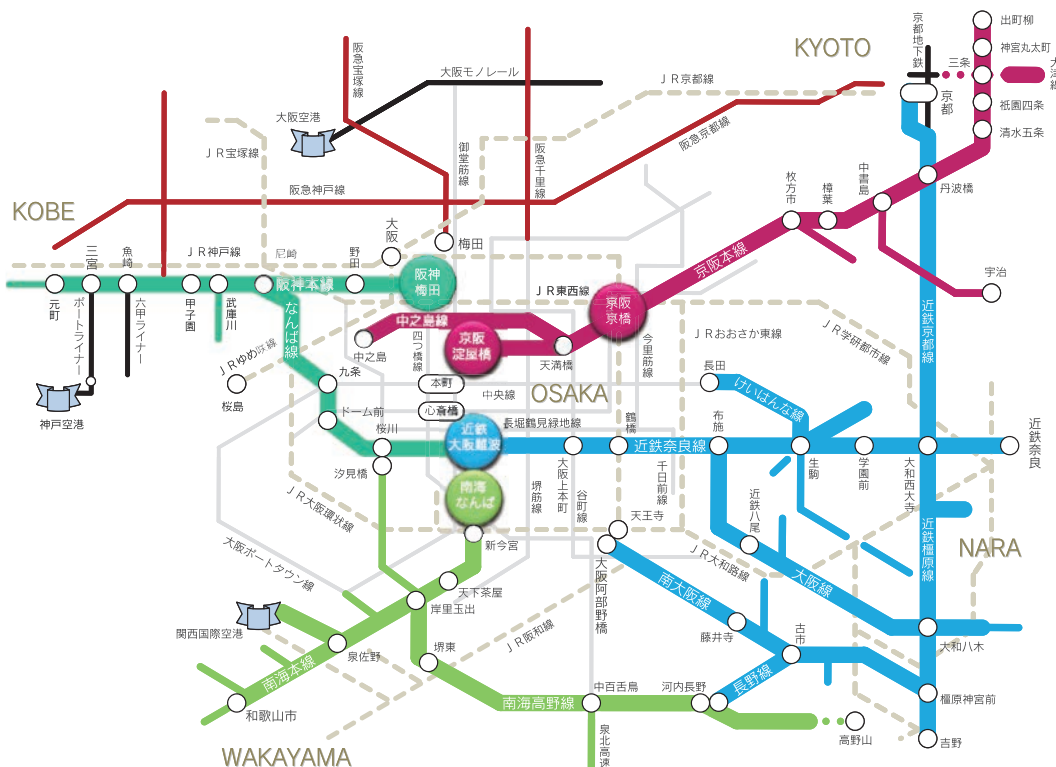 出町柳
神宮丸太町
三条
祇園四条
清水五条
京都地下鉄
京都
KYOTO
丹波橋
中書島
樟葉
枚方市
宇治
京阪本線
ＪＲ京都線
阪急京都線
大阪モノレール
阪急宝塚線
大阪空港
ＪＲ宝塚線
御堂筋線
阪急千里線
阪急神戸線
KOBE
三宮
魚崎
ＪＲ神戸線
尼崎
野田
大阪
梅田
阪神
梅田
阪神本線
元町
ポートライナー
六甲ライナー
甲子園
武庫川
なんば線
神戸空港
ＪＲ東西線
京阪
京橋
中之島線
中之島
京阪
淀屋橋
四つ橋線
天満橋
今里筋線
ＪＲおおさか東線
ＪＲ学研都市線
近鉄京都線
ＪＲゆめ咲線
桜島
九条
本町
中央線
OSAKA
長田
けいはんな線
ドーム前
心斎橋
桜川
近鉄
大阪難波
長堀鶴見緑地線
鶴橋
近鉄奈良線
布施
生駒
学園前
大和西大寺
近鉄奈良
汐見橋
南海
なんば
堺筋線
大阪上本町
谷町線
千日前線
近鉄八尾
ＪＲ大阪環状線
新今宮
天王寺
大阪阿部野橋
ＪＲ大和路線
近鉄橿原線
NARA
大阪ポートタウン線
天下茶屋
岸里玉出
南大阪線
大阪線
関西国際空港
泉佐野
ＪＲ阪和線
藤井寺
古市
大和八木
南海本線
堺東
長野線
和歌山市
南海高野線
中百舌鳥
河内長野
橿原神宮前
高野山
吉野
泉北高速
WAKAYAMA